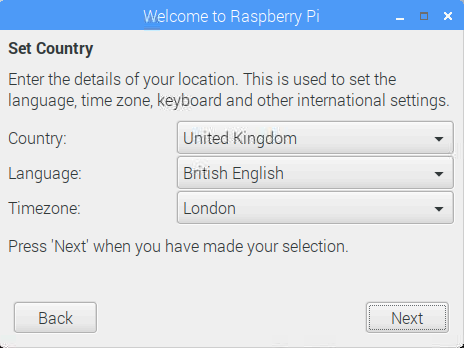 Welcome to Raspberry Pi
Set Country
Enter the details of your location. This is used to set the
language, time zone, keyboard and other international settings.
Country: United Kingdom
Language: British English
Timezone: London
Press 'Next' when you have made your selection.
Back Next